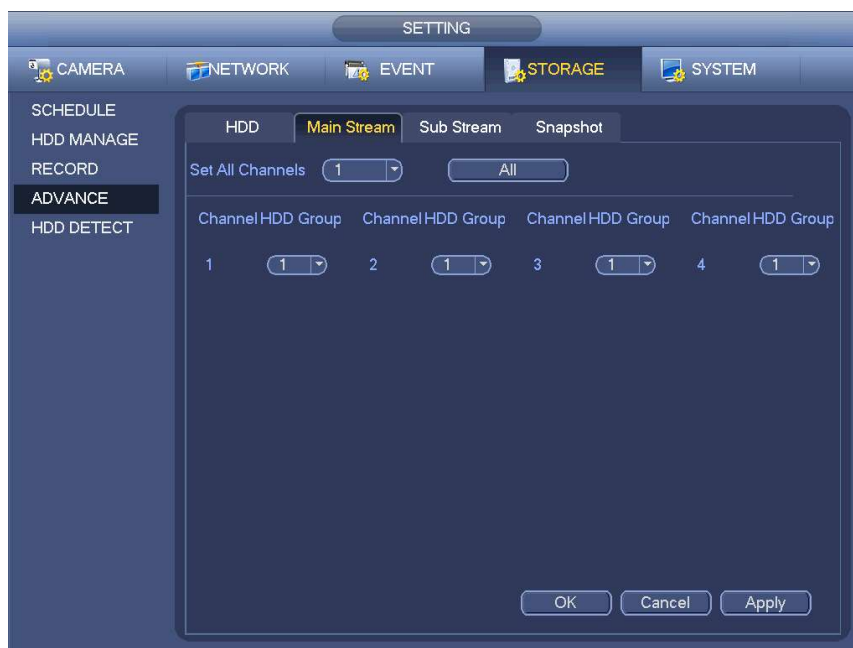 SETTING
CAMERA NETWORK EVENT STORAGE SYSTEM
SCHEDULE
HDD MANAGE
RECORD
ADVANCE
HDD DETECT
HDD Main Stream Sub Stream Snapshot
Set All Channels 1 All
Channel HDD Group Channel HDD Group Channel HDD Group Channel HDD Group
1 1 2 1 3 1 4 1
OK Cancel Apply